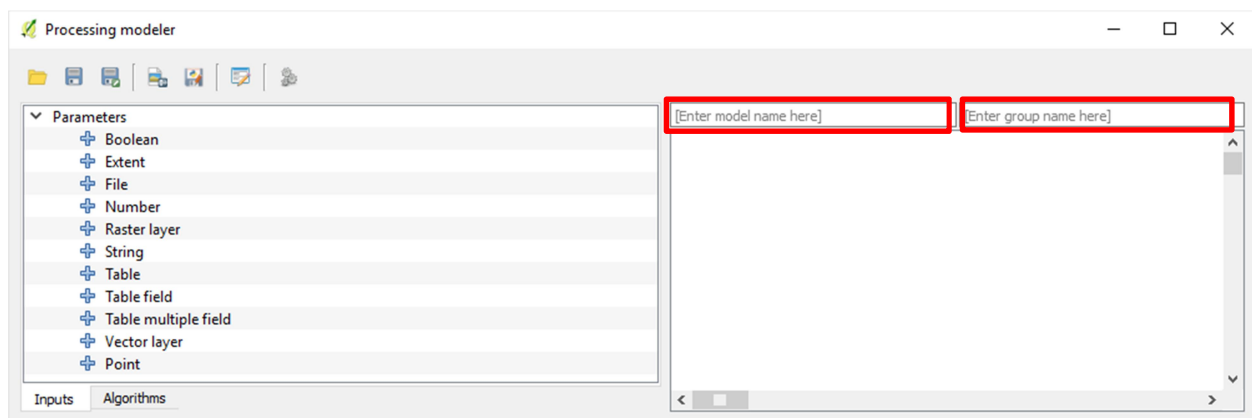 Processing modeler
Parameters
Boolean
Extent
File
Number
Raster layer
String
Table
Table field
Table multiple field
Vector layer
Point
Inputs Algorithms
[Enter model name here] [Enter group name here]